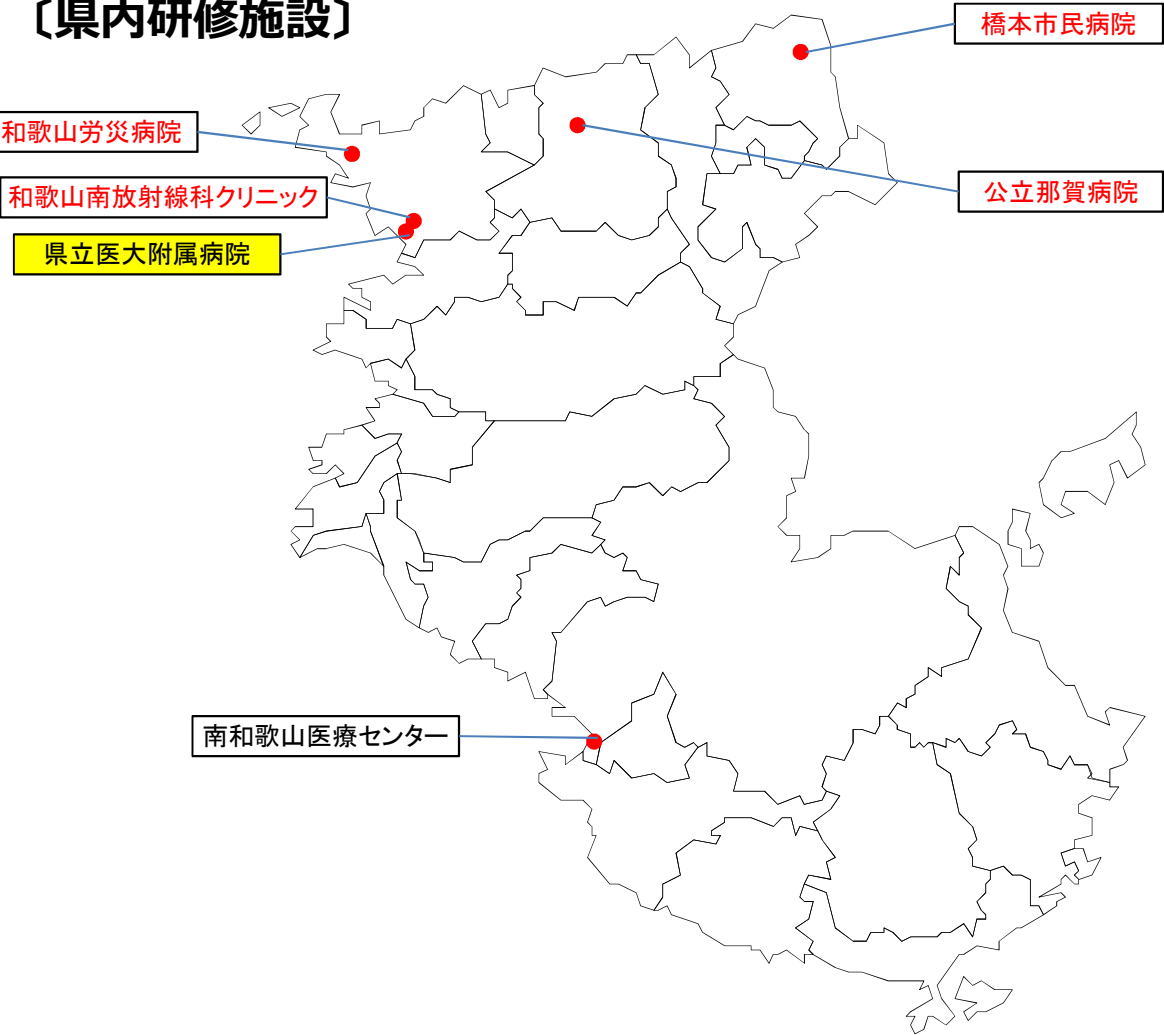 〔県内研修施設〕
橋本市民病院
和歌山労災病院
和歌山南放射線科クリニック
公立那賀病院
県立医大附属病院
南和歌山医療センター